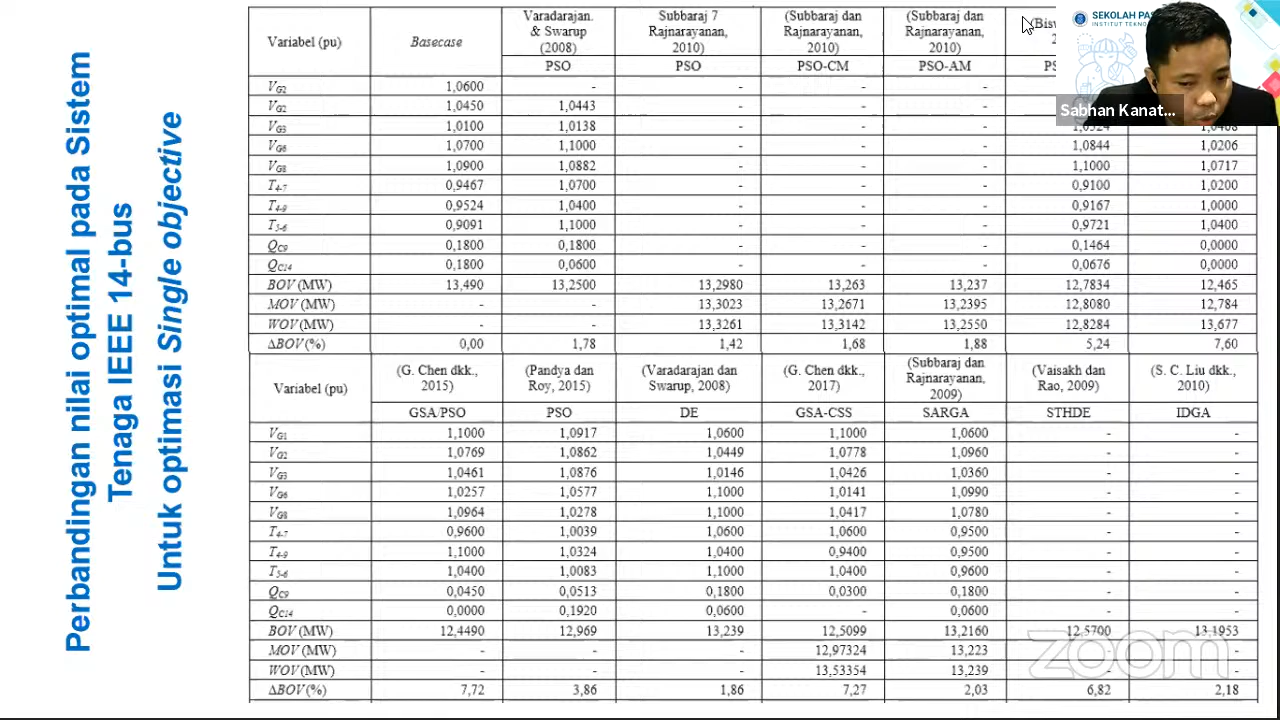 Perbandingan nilai optimal pada Sistem
Tenaga IEEE 14-bus
Untuk optimasi Single objective
Variabel (pu) Basecase Varadarajan. & Swarup (2008) Subbaraj 7 Rajnarayanan, 2010) (Subbaraj dan Rajnarayanan, 2010) (Subbaraj dan Rajnarayanan, 2010)
PSO PSO PSO-CM PSO-AM
VG2 1,0600 - - - -
VG2 1,0450 1,0443 - - -
VG3 1,0100 1,0138 - - -
VG6 1,0700 1,1000 - - - 1,0844 1,0206
VG8 1,0900 1,0882 - - - 1,1000 1,0717
T4-7 0,9467 1,0700 - - - 0,9100 1,0200
T4-9 0,9524 1,0400 - - - 0,9167 1,0000
T5-6 0,9091 1,1000 - - - 0,9721 1,0400
QC9 0,1800 0,1800 - - - 0,1464 0,0000
QC14 0,1800 0,0600 - - - 0,0676 0,0000
BOV (MW) 13,490 13,2500 13,2980 13,263 13,237 12,7834 12,465
MOV (MW) - - 13,3023 13,2671 13,2395 12,8080 12,784
WOV (MW) - - 13,3261 13,3142 13,2550 12,8284 13,677
ΔBOV (%) 0,00 1,78 1,42 1,68 1,88 5,24 7,60
Variabel (pu) (G. Chen dkk., 2015) (Pandya dan Roy, 2015) (Varadarajan dan Swarup, 2008) (G. Chen dkk., 2017) (Subbaraj dan Rajnarayanan, 2009) (Vaisakh dan Rao, 2009) (S. C. Liu dkk., 2010)
GSA/PSO PSO DE GSA-CSS SARGA STHDE IDGA
VG1 1,1000 1,0917 1,0600 1,1000 1,0600 - -
VG2 1,0769 1,0862 1,0449 1,0778 1,0960 - -
VG3 1,0461 1,0876 1,0146 1,0426 1,0360 - -
VG6 1,0257 1,0577 1,1000 1,0141 1,0990 - -
VG8 1,0964 1,0278 1,1000 1,0417 1,0780 - -
T4-7 0,9600 1,0039 1,0600 1,0600 0,9500 - -
T4-9 1,1000 1,0324 1,0400 0,9400 0,9500 - -
T5-6 1,0400 1,0083 1,1000 1,0400 0,9600 - -
QC9 0,0450 0,0513 0,1800 0,0300 0,1800 - -
QC14 0,0000 0,1920 0,0600 - 0,0600 - -
BOV (MW) 12,4490 12,969 13,239 12,5099 13,2160 12,5700 13,1953
MOV (MW) - - - 12,97324 13,223 - -
WOV (MW) - - - 13,53354 13,239 - -
ΔBOV (%) 7,72 3,86 1,86 7,27 2,03 6,82 2,18
SEKOLAH
Sabhan Kanat...
zoom